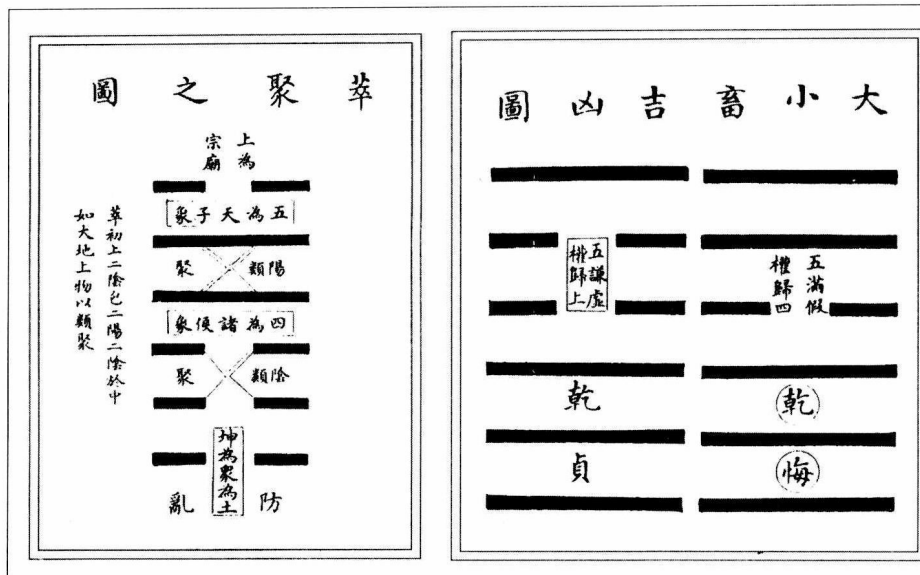 大小畜吉凶圖
五滿假
權歸四
乾
悔
五謙虛
權歸上
乾
貞
萃聚之圖
上為
宗廟
五為天子象
陽類聚
四為諸侯象
陰類聚
坤為眾為土
防亂
萃初上二陰包二陽二陰於中
如大地上物以類聚